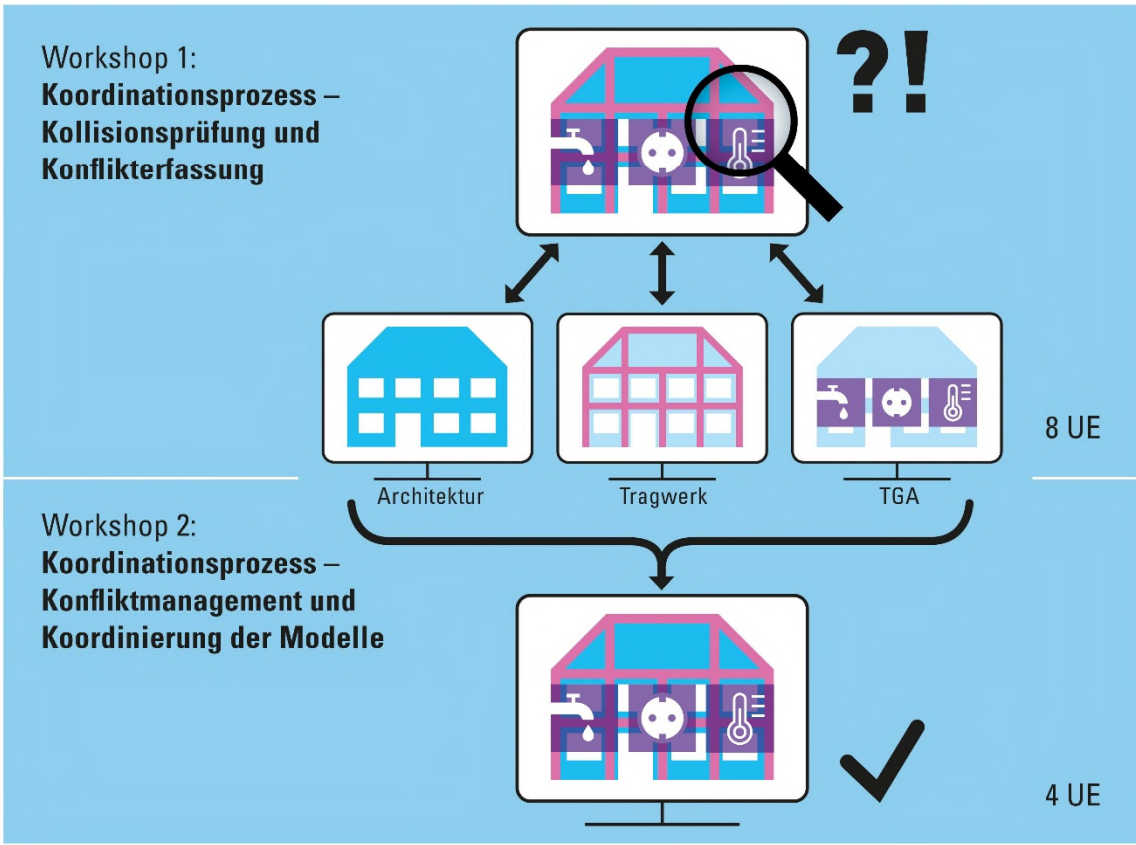 Workshop 1:
Koordinationsprozess –
Kollisionsprüfung und
Konflikterfassung
?!
Architektur
Tragwerk
TGA
8 UE
Workshop 2:
Koordinationsprozess –
Konfliktmanagement und
Koordinierung der Modelle
4 UE